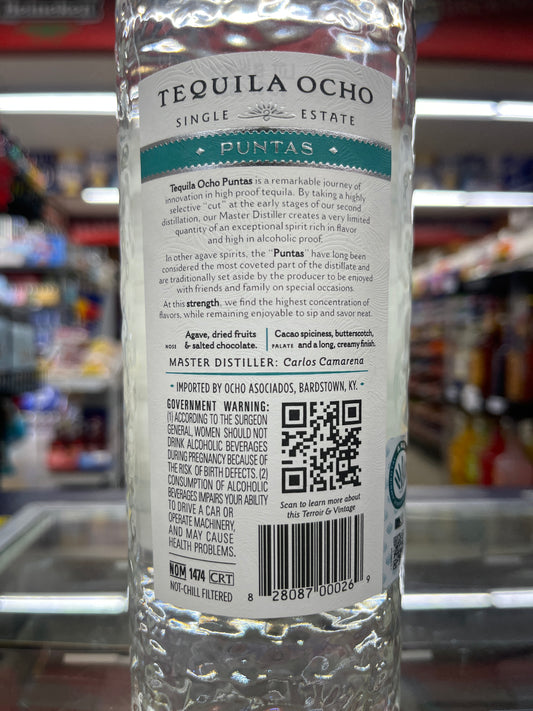 Heineken
TEQUILA OCHO
SINGLE ESTATE
PUNTAS
Tequila Ocho Puntas is a remarkable journey of
innovation in high proof tequila. By taking a highly
selective "cut" at the early stages of our second
distillation, our Master Distiller creates a very limited
quantity of an exceptional spirit rich in flavor
and high in alcoholic proof.
In other agave spirits, the "Puntas" have long been
considered the most coveted part of the distillate and
are traditionally set aside by the producer to be enjoyed
with friends and family on special occasions.
At this strength, we find the highest concentration of
flavors, while remaining enjoyable to sip and savor neat.
Agave, dried fruits
NOSE & salted chocolate.
Cacao spiciness, butterscotch,
PALATE and a long, creamy finish.
MASTER DISTILLER: Carlos Camarena
IMPORTED BY OCHO ASOCIADOS, BARDSTOWN, KY.
GOVERNMENT WARNING:
(1) ACCORDING TO THE SURGEON
GENERAL, WOMEN SHOULD NOT
DRINK ALCOHOLIC BEVERAGES
DURING PREGNANCY BECAUSE OF
THE RISK OF BIRTH DEFECTS. (2)
CONSUMPTION OF ALCOHOLIC
BEVERAGES IMPAIRS YOUR ABILITY
TO DRIVE A CAR OR
OPERATE MACHINERY,
AND MAY CAUSE
HEALTH PROBLEMS.
Scan to learn more about
this Terroir & Vintage
NOM 1474 CRT
NOT-CHILL FILTERED
8 28087 00026 9